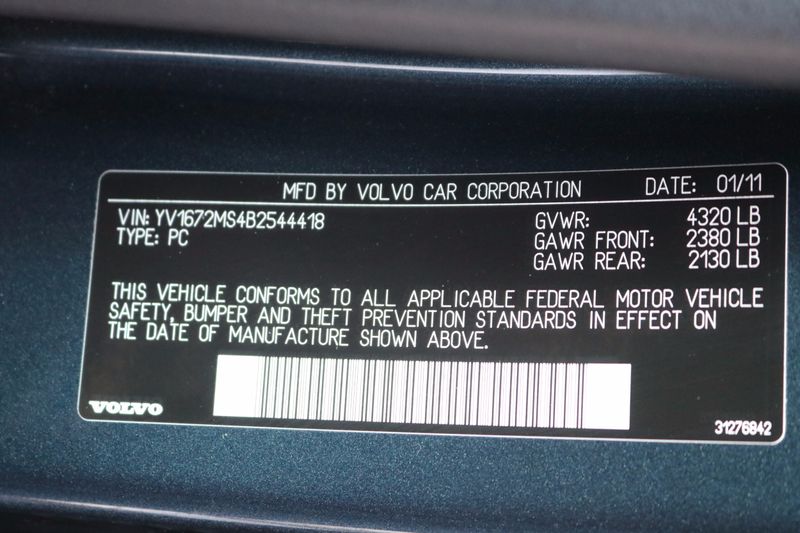 MFD BY VOLVO CAR CORPORATION DATE: 01/11
VIN: YV1672MS4B2544418 GVWR: 4320 LB
TYPE: PC GAWR FRONT: 2380 LB
GAWR REAR: 2130 LB
THIS VEHICLE CONFORMS TO ALL APPLICABLE FEDERAL MOTOR VEHICLE
SAFETY, BUMPER AND THEFT PREVENTION STANDARDS IN EFFECT ON
THE DATE OF MANUFACTURE SHOWN ABOVE.
VOLVO
31276842